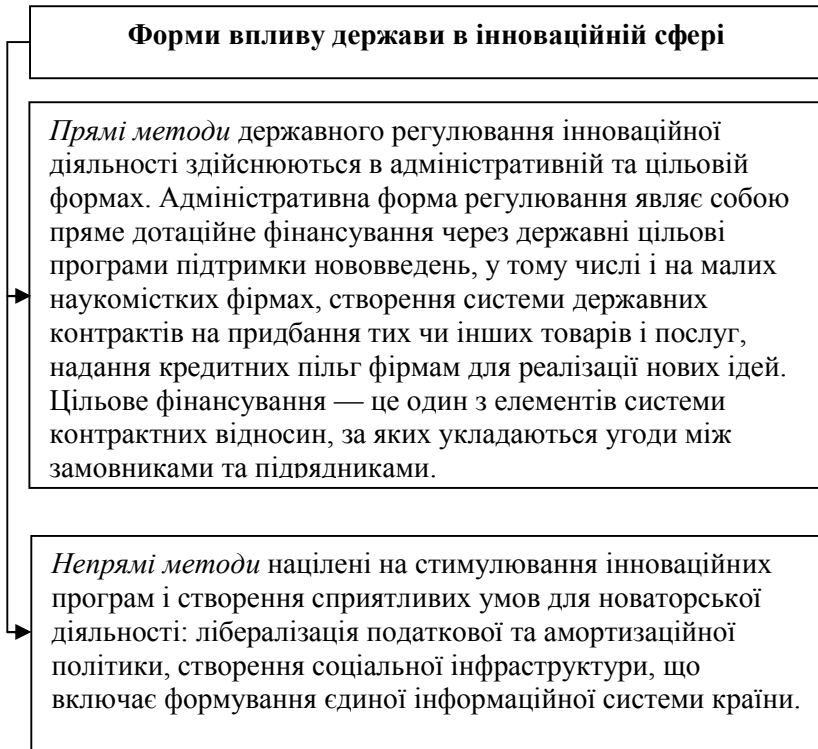 Форми впливу держави в інноваційній сфері
Прямі методи державного регулювання інноваційної
діяльності здійснюються в адміністративній та цільовій
формах. Адміністративна форма регулювання являє собою
пряме дотаційне фінансування через державні цільові
програми підтримки нововведень, у тому числі і на малих
наукомістких фірмах, створення системи державних
контрактів на придбання тих чи інших товарів і послуг,
надання кредитних пільг фірмам для реалізації нових ідей.
Цільове фінансування — це один з елементів системи
контрактних відносин, за яких укладаються угоди між
замовниками та підрядниками.
Непрямі методи націлені на стимулювання інноваційних
програм і створення сприятливих умов для новаторської
діяльності: лібералізація податкової та амортизаційної
політики, створення соціальної інфраструктури, що
включає формування єдиної інформаційної системи країни.